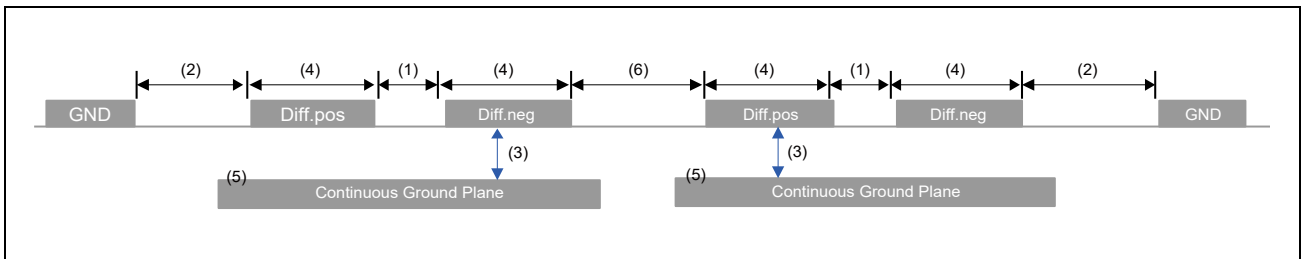 (2) (4) (1) (4) (6) (4) (1) (4) (2)
GND Diff.pos Diff.neg Diff.pos Diff.neg GND
(3) (3)
(5) (5)
Continuous Ground Plane Continuous Ground Plane